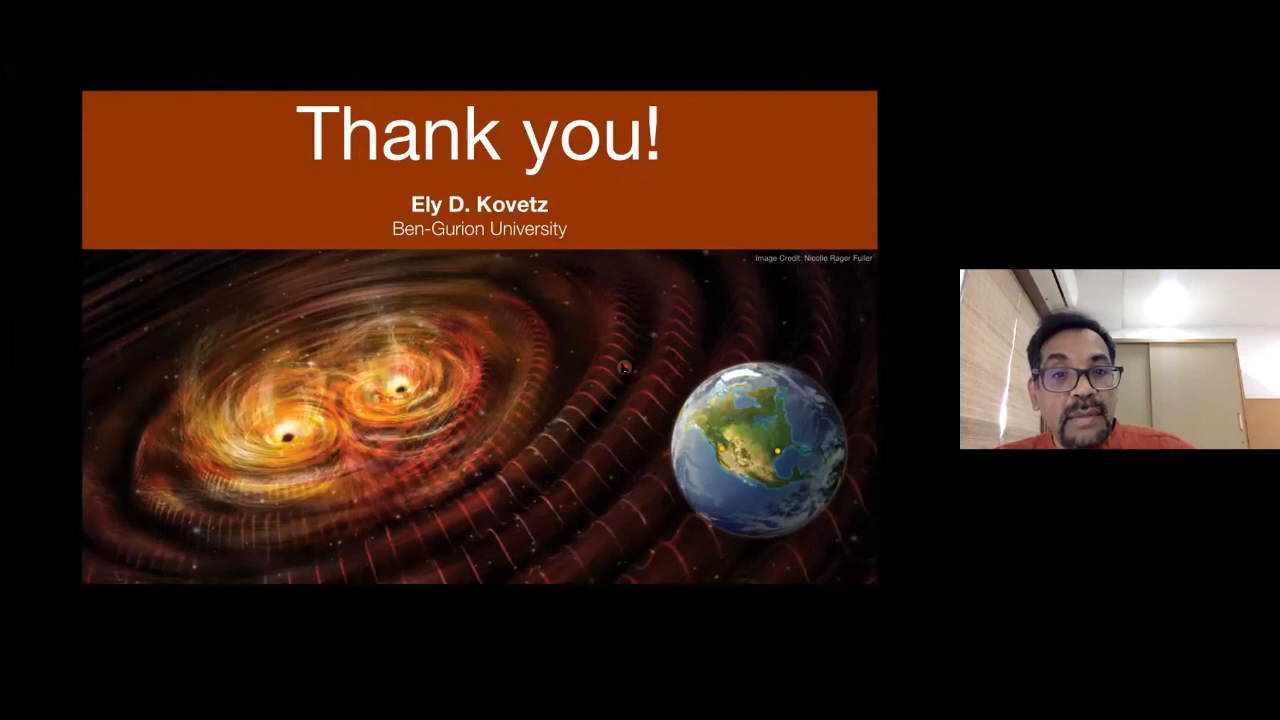 Thank you!
Ely D. Kovetz
Ben-Gurion University
Image Credit: Nicolle Rager Fuller